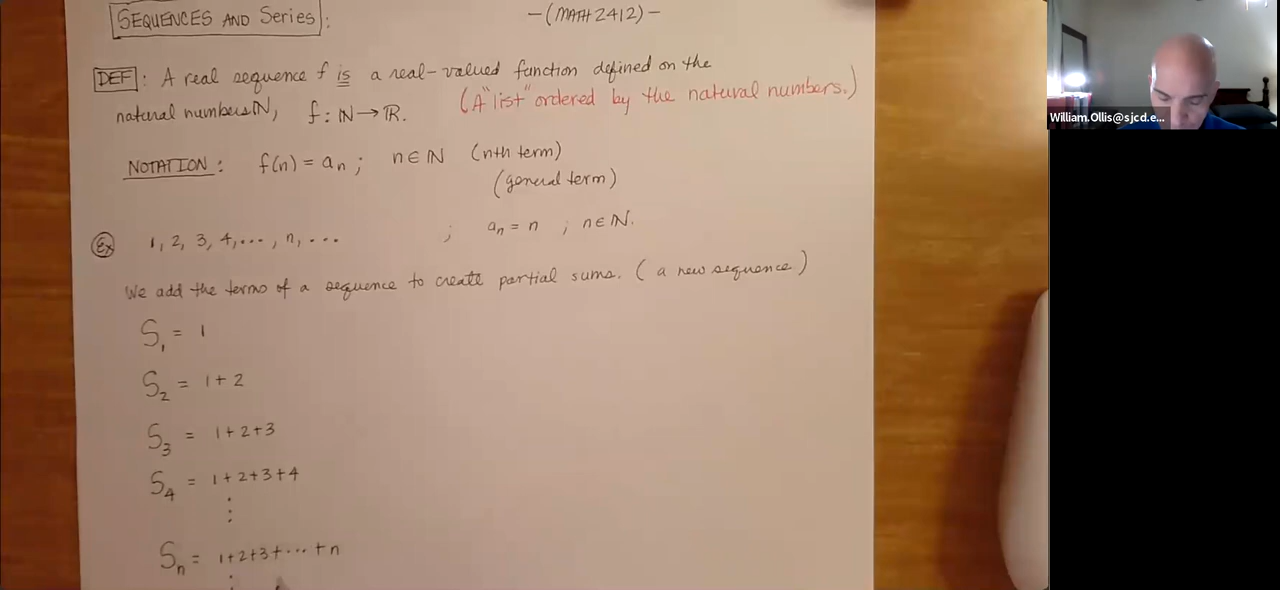 SEQUENCES AND Series: -(MATH 2412)-
DEF: A real sequence f is a real-valued function defined on the
natural numbers ℕ, f: ℕ→ℝ. (A "list" ordered by the natural numbers.)
NOTATION: f(n) = aₙ ; n∈ℕ (nth term)
(general term)
Ex 1, 2, 3, 4, ..., n, ... ; aₙ = n ; n∈ℕ.
We add the terms of a sequence to create partial sums. (a new sequence)
S₁ = 1
S₂ = 1+2
S₃ = 1+2+3
S₄ = 1+2+3+4
⋮
Sₙ = 1+2+3+⋯+n
⋮
William.Ollis@sjcd.e...